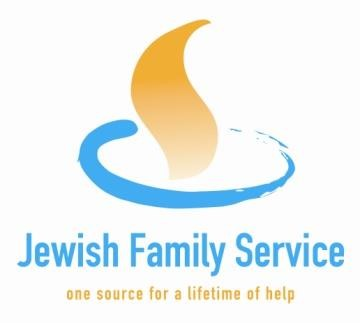 Jewish Family Service
one source for a lifetime of help